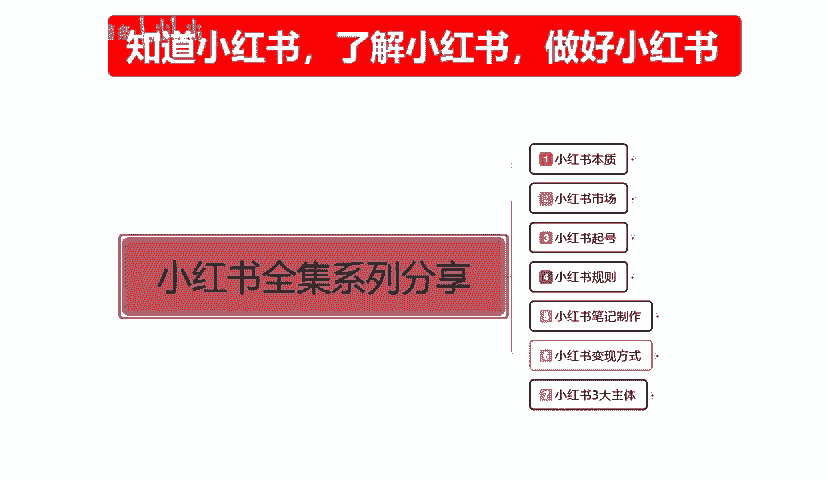 知道小红书，了解小红书，做好小红书
小红书全集系列分享
1 小红书本质
2 小红书市场
3 小红书起号
4 小红书规则
小红书笔记制作
小红书变现方式
7 小红书3大主体